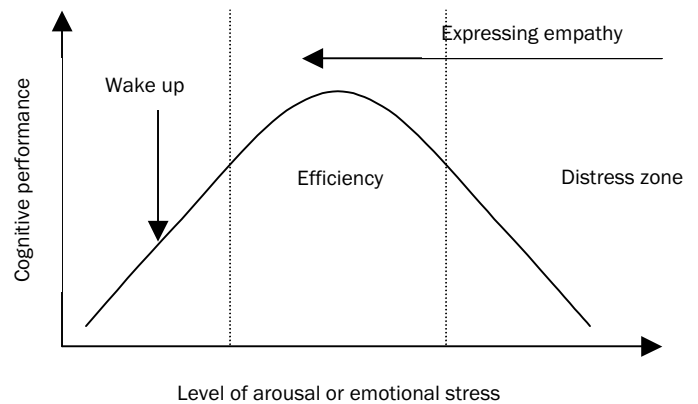 Expressing empathy
Wake up
Cognitive performance
Efficiency
Distress zone
Level of arousal or emotional stress